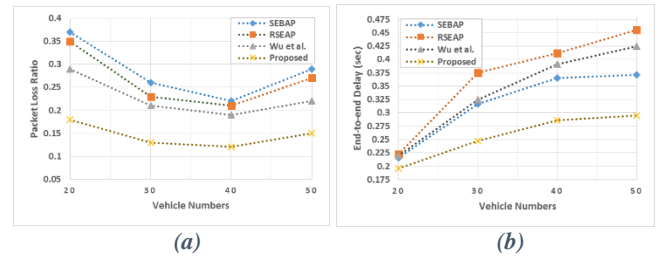 0.4
0.35
0.3
0.25
0.2
0.15
0.1
0.05
Packet Loss Ratio
SEBAP
RSEAP
Wu et al.
Proposed
20 30 40 50
Vehicle Numbers
(a)
0.475
0.45
0.425
0.4
0.375
0.35
0.325
0.3
0.275
0.25
0.225
0.2
0.175
End-to-end Delay (sec)
SEBAP
RSEAP
Wu et al.
Proposed
20 30 40 50
Vehicle Numbers
(b)